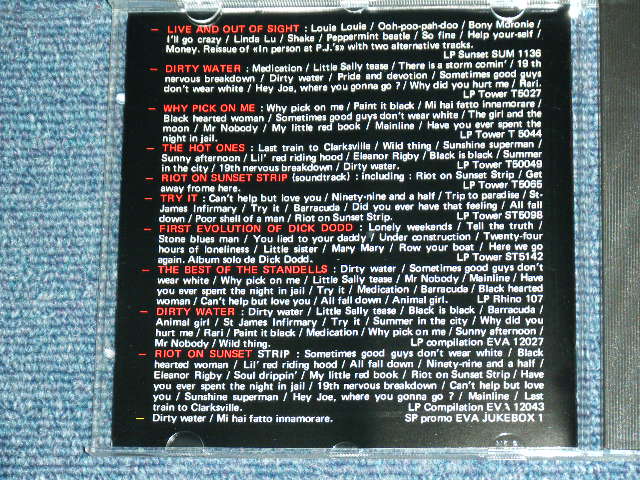 – LIVE AND OUT OF SIGHT : Louie Louie / Ooh-poo-pah-doo / Bony Moronie /
I'll go crazy / Linda Lu / Shake / Peppermint beatle / So fine / Help your-self /
Money. Reissue of «In person at P.J.'s» with two alternative tracks.
LP Sunset SUM 1136
– DIRTY WATER : Medication / Little Sally tease / There is a storm comin' / 19 th
nervous breakdown / Dirty water / Pride and devotion / Sometimes good guys
don't wear white / Hey Joe, where you gonna go ? / Why did you hurt me / Rari.
LP Tower T5027
– WHY PICK ON ME : Why pick on me / Paint it black / Mi hai fatto innamorare /
Black hearted woman / Sometimes good guys don't wear white / The girl and the
moon / Mr Nobody / My little red book / Mainline / Have you ever spent the
night in jail. LP Tower T 5044
– THE HOT ONES : Last train to Clarksville / Wild thing / Sunshine superman /
Sunny afternoon / Lil' red riding hood / Eleanor Rigby / Black is black / Summer
in the city / 19th nervous breakdown / Dirty water. LP Tower T50049
– RIOT ON SUNSET STRIP (soundtrack) : including : Riot on Sunset Strip / Get
away frome here. LP Tower T5065
– TRY IT : Can't help but love you / Ninety-nine and a half / Trip to paradise / St-
James Infirmary / Try it / Barracuda / Did you ever have that feeling / All fall
down / Poor shell of a man / Riot on Sunset Strip. LP Tower ST5098
– FIRST EVOLUTION OF DICK DODD : Lonely weekends / Tell the truth /
Stone blues man / You lied to your daddy / Under construction / Twenty-four
hours of loneliness / Little sister / Mary Mary / Row your boat / Here we go
again. Album solo de Dick Dodd. LP Tower ST5142
– THE BEST OF THE STANDELLS : Dirty water / Sometimes good guys don't
wear white / Why pick on me / Little Sally tease / Mr Nobody / Mainline / Have
you ever spent the night in jail / Try it / Medication / Barracuda / Black hearted
woman / Can't help but love you / All fall down / Animal girl. LP Rhino 107
– DIRTY WATER : Dirty water / Little Sally tease / Black is black / Barracuda /
Animal girl / St James Infirmary / Try it / Summer in the city / Why did you
hurt me / Rari / Paint it black / Medication / Why pick on me / Sunny afternoon /
Mr Nobody / Wild thing. LP compilation EVA 12027
– RIOT ON SUNSET STRIP : Sometimes good guys don't wear white / Black
hearted woman / Lil' red riding hood / All fall down / Ninety-nine and a half /
Eleanor Rigby / Soul drippin' / My little red book / Riot on Sunset Strip / Have
you ever spent the night in jail / 19th nervous breakdown / Can't help but love
you / Sunshine superman / Hey Joe, where you gonna go ? / Mainline / Last
train to Clarksville. LP Compilation EVA 12043
– Dirty water / Mi hai fatto innamorare. SP promo EVA JUKEBOX 1